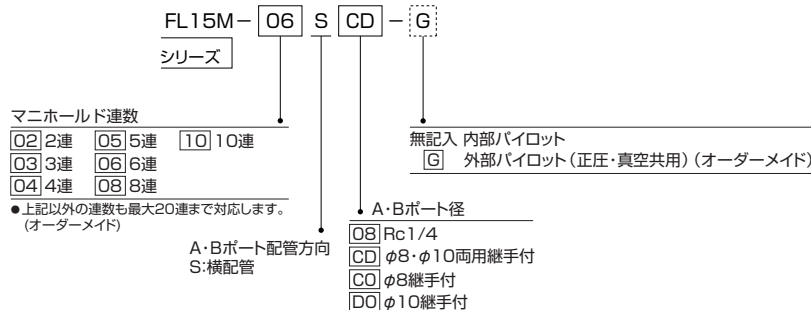 FL15M－06 S CD－G
シリーズ
マニホールド連数
02 2連 05 5連 10 10連
03 3連 06 6連
04 4連 08 8連
●上記以外の連数も最大20連まで対応します。
(オーダーメイド)
A・Bポート配管方向
S:横配管
A・Bポート径
08 Rc1/4
CD φ8・φ10両用継手付
C0 φ8継手付
D0 φ10継手付
無記入 内部パイロット
G 外部パイロット（正圧・真空共用）（オーダーメイド）